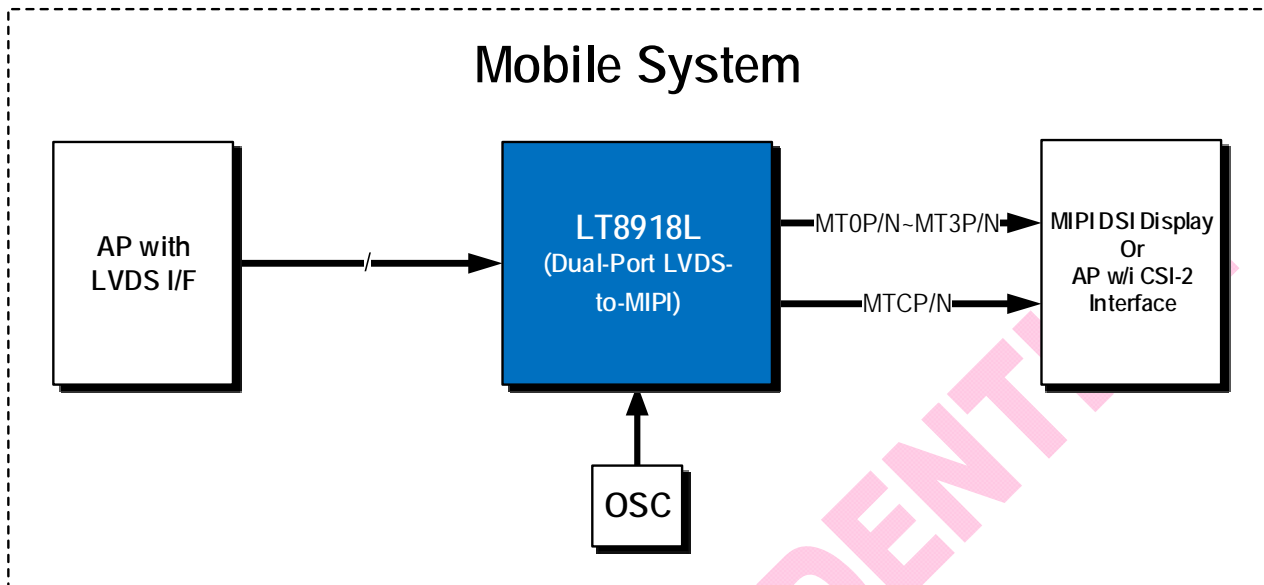 Mobile System
AP with
LVDS I/F
/
LT8918L
(Dual-Port LVDS-
to-MIPI)
MT0P/N~MT3P/N
MTCP/N
MIPI DSI Display
Or
AP w/i CSI-2
Interface
OSC